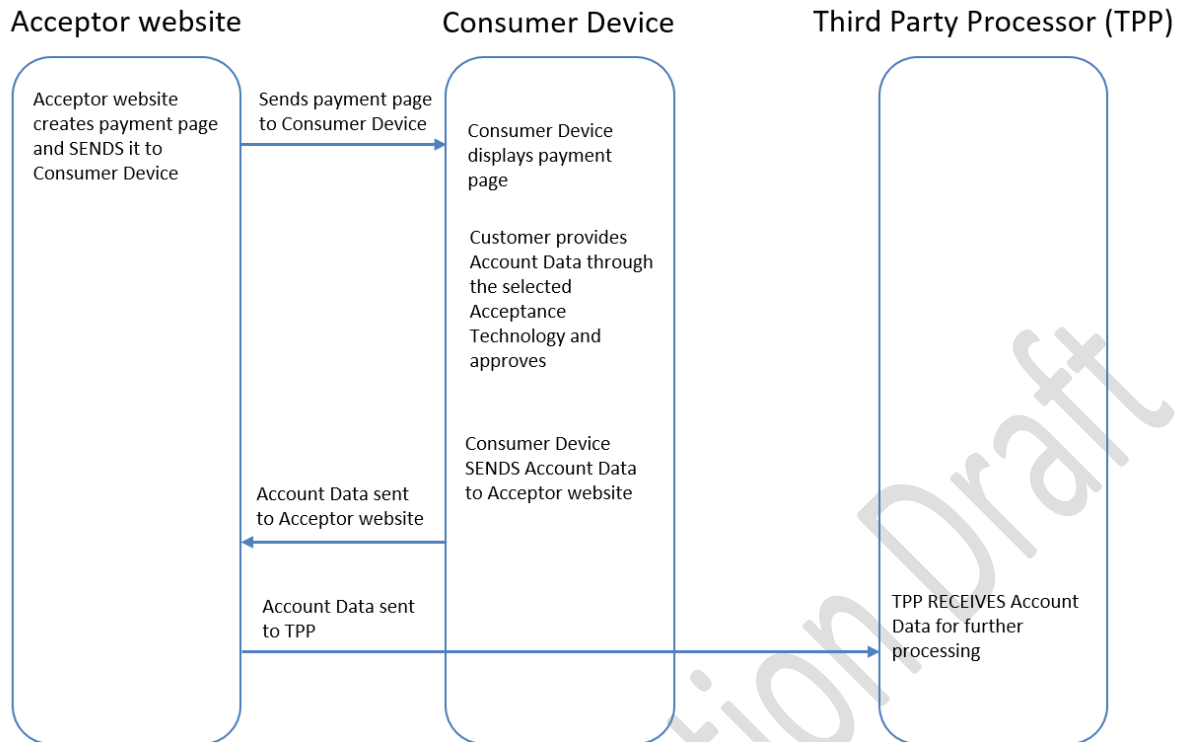 Acceptor website
Consumer Device
Third Party Processor (TPP)
Acceptor website
creates payment page
and SENDS it to
Consumer Device
Sends payment page
to Consumer Device
Consumer Device
displays payment
page
Customer provides
Account Data through
the selected
Acceptance
Technology and
approves
Consumer Device
SENDS Account Data
to Acceptor website
Account Data sent
to Acceptor website
Account Data sent
to TPP
TPP RECEIVES Account
Data for further
processing
Draft